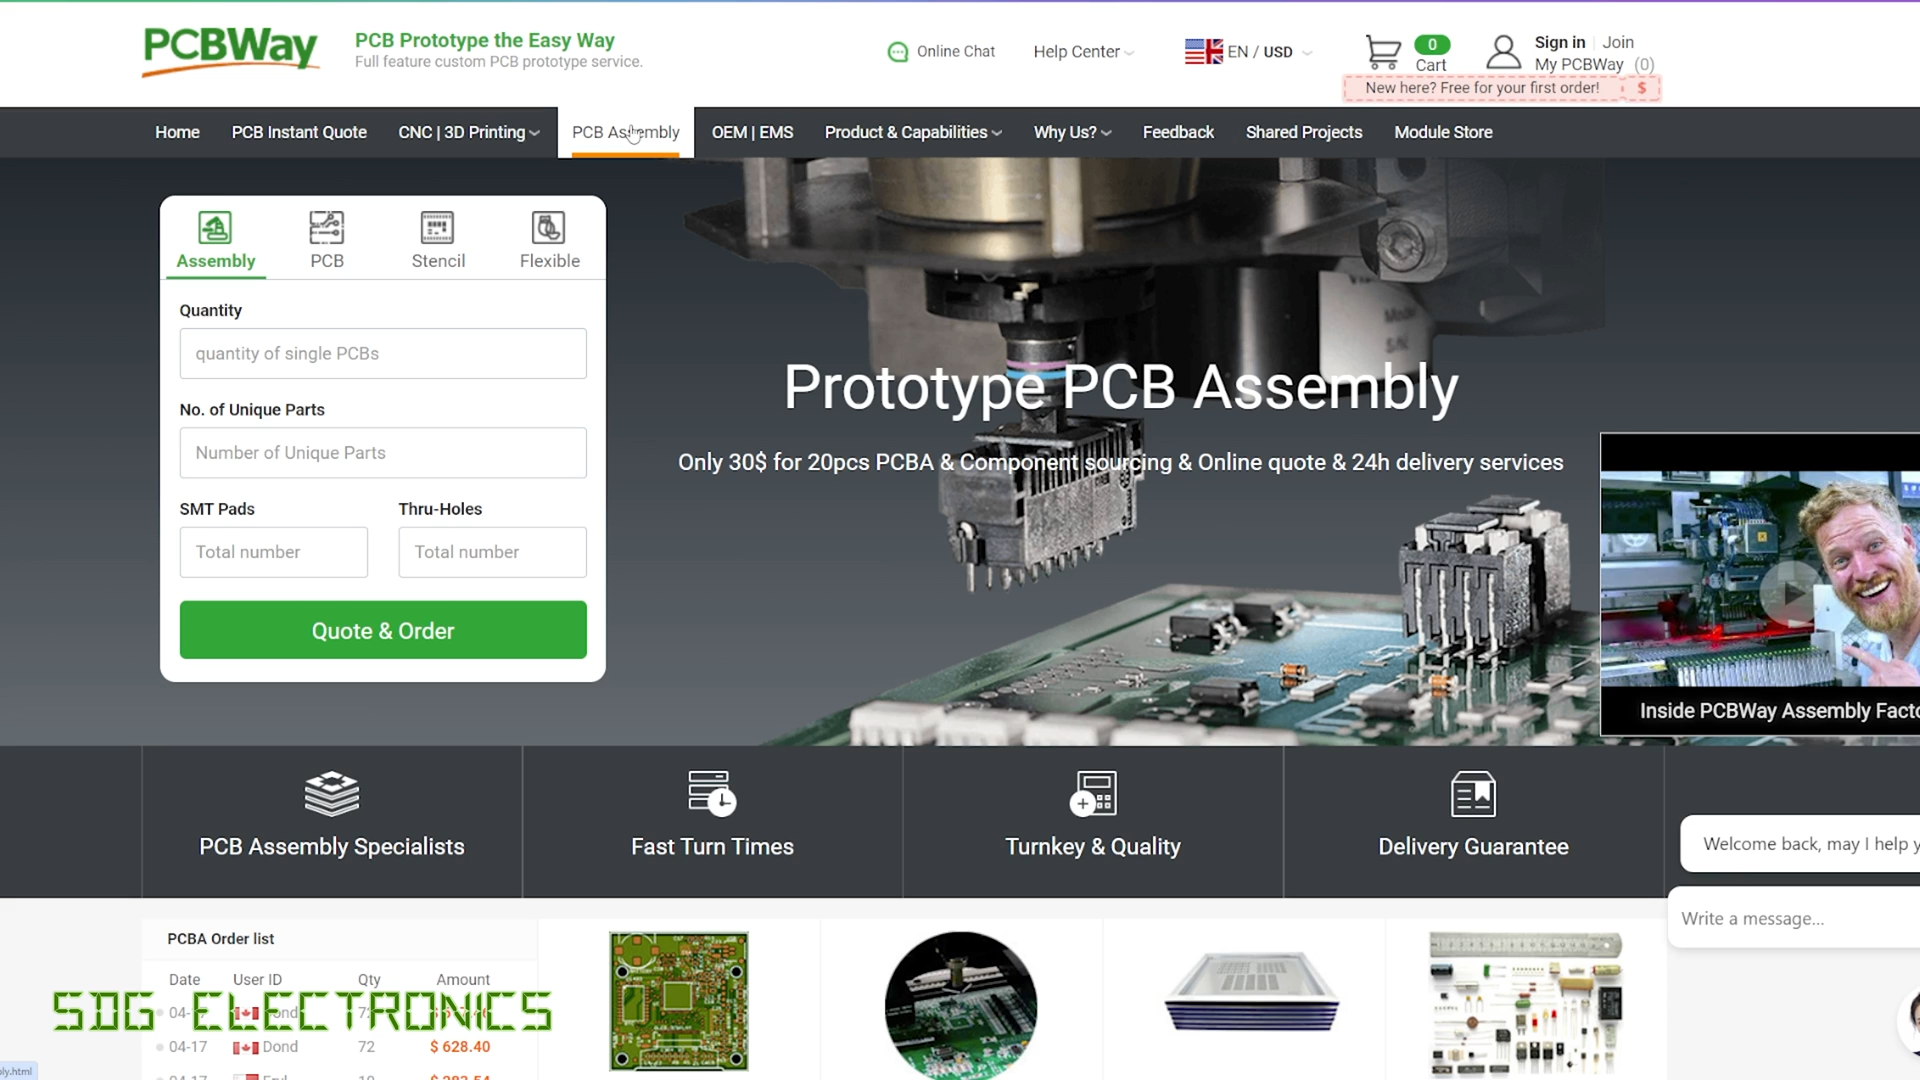 PCBWay
PCB Prototype the Easy Way
Full feature custom PCB prototype service.
Online Chat
Help Center
EN / USD
0
Cart
Sign in | Join
My PCBWay (0)
New here? Free for your first order! $
Home
PCB Instant Quote
CNC | 3D Printing
PCB Assembly
OEM | EMS
Product & Capabilities
Why Us?
Feedback
Shared Projects
Module Store
Assembly
PCB
Stencil
Flexible
Quantity
quantity of single PCBs
No. of Unique Parts
Number of Unique Parts
SMT Pads
Thru-Holes
Total number
Total number
Quote & Order
Prototype PCB Assembly
Only 30$ for 20pcs PCBA & Component sourcing & Online quote & 24h delivery services
Inside PCBWay Assembly
PCB Assembly Specialists
Fast Turn Times
Turnkey & Quality
Delivery Guarantee
Welcome back, may I help
Write a message...
PCBA Order list
Date User ID Qty Amount
SDG ELECTRONICS
04-17 Dond 72 $ 628.40